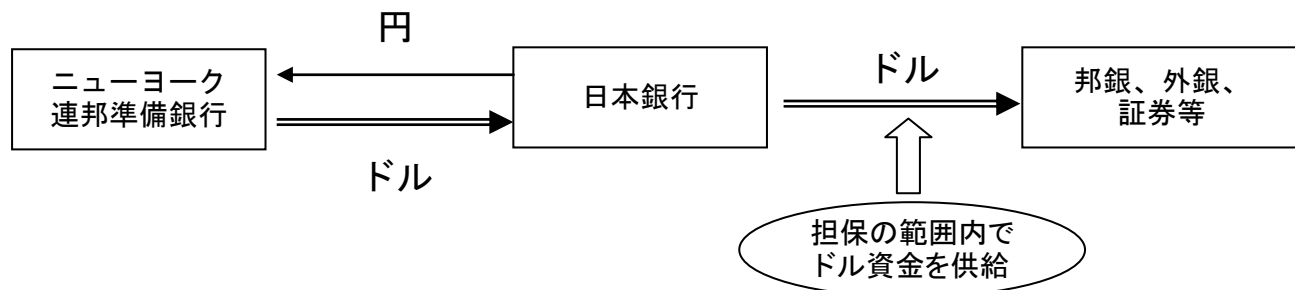 円
ニューヨーク
連邦準備銀行
ドル
日本銀行
ドル
邦銀、外銀、
証券等
担保の範囲内で
ドル資金を供給